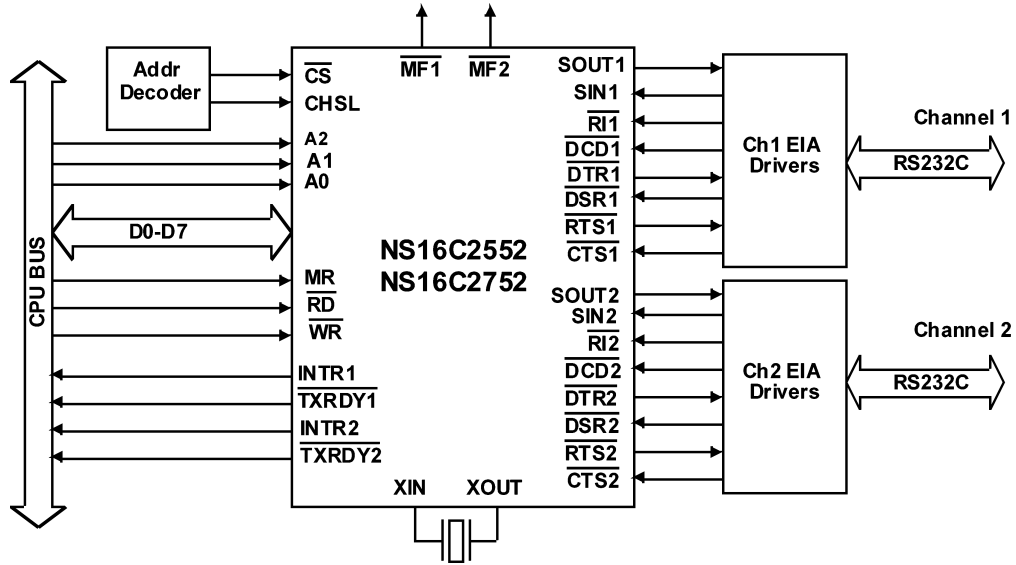 Addr
Decoder
CPU BUS
D0-D7
MF1
MF2
CS
CHSL
A2
A1
A0
MR
RD
WR
INTR1
TXRDY1
INTR2
TXRDY2
NS16C2552
NS16C2752
XIN
XOUT
SOUT1
SIN1
RI1
DCD1
DTR1
DSR1
RTS1
CTS1
SOUT2
SIN2
RI2
DCD2
DTR2
DSR2
RTS2
CTS2
Ch1 EIA
Drivers
Channel 1
RS232C
Ch2 EIA
Drivers
Channel 2
RS232C